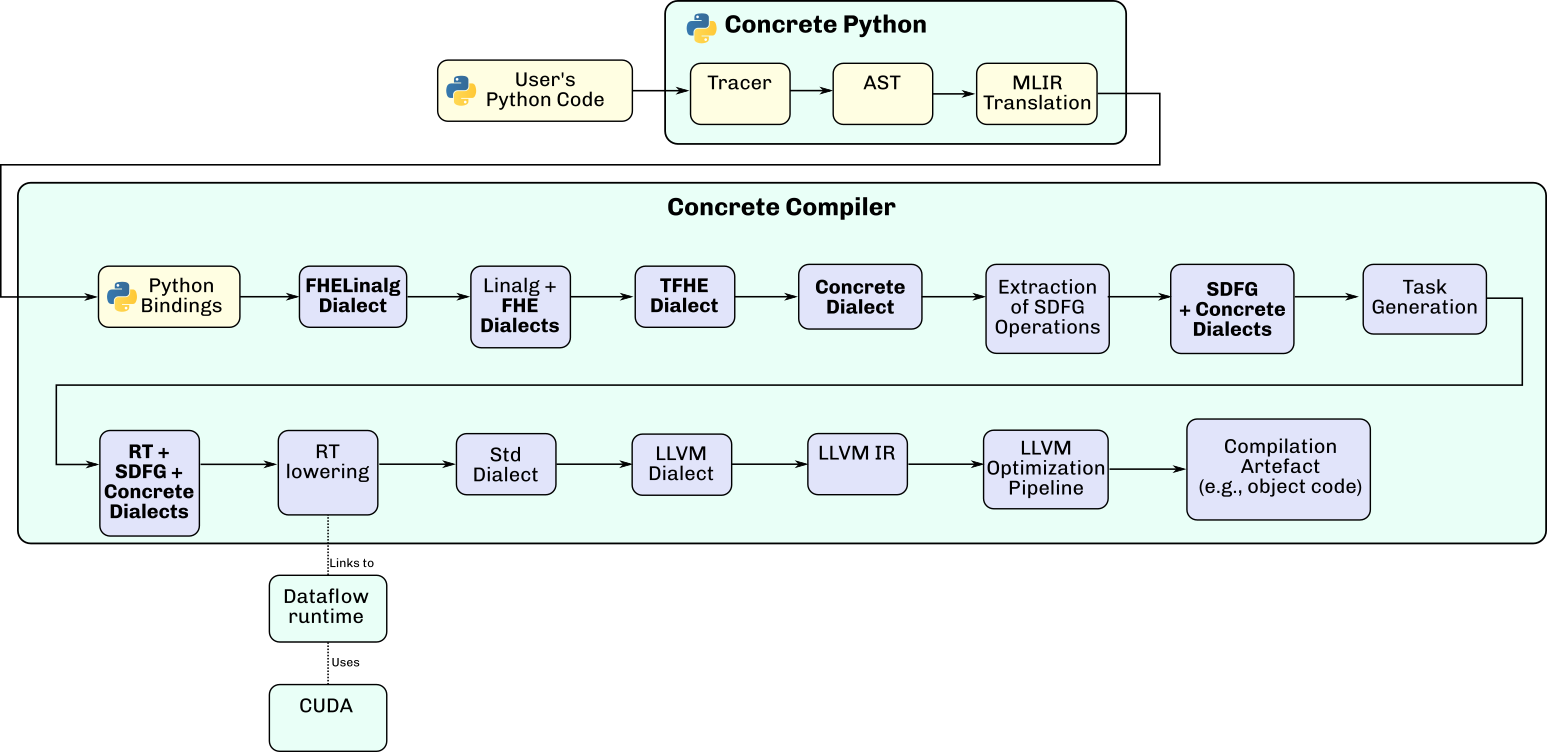 Concrete Python
User's
Python Code
Tracer
AST
MLIR
Translation
Concrete Compiler
Python
Bindings
FHELinalg
Dialect
Linalg +
FHE
Dialects
TFHE
Dialect
Concrete
Dialect
Extraction
of SDFG
Operations
SDFG
+ Concrete
Dialects
Task
Generation
RT +
SDFG +
Concrete
Dialects
RT
lowering
Std
Dialect
LLVM
Dialect
LLVM IR
LLVM
Optimization
Pipeline
Compilation
Artefact
(e.g., object code)
Links to
Dataflow
runtime
Uses
CUDA